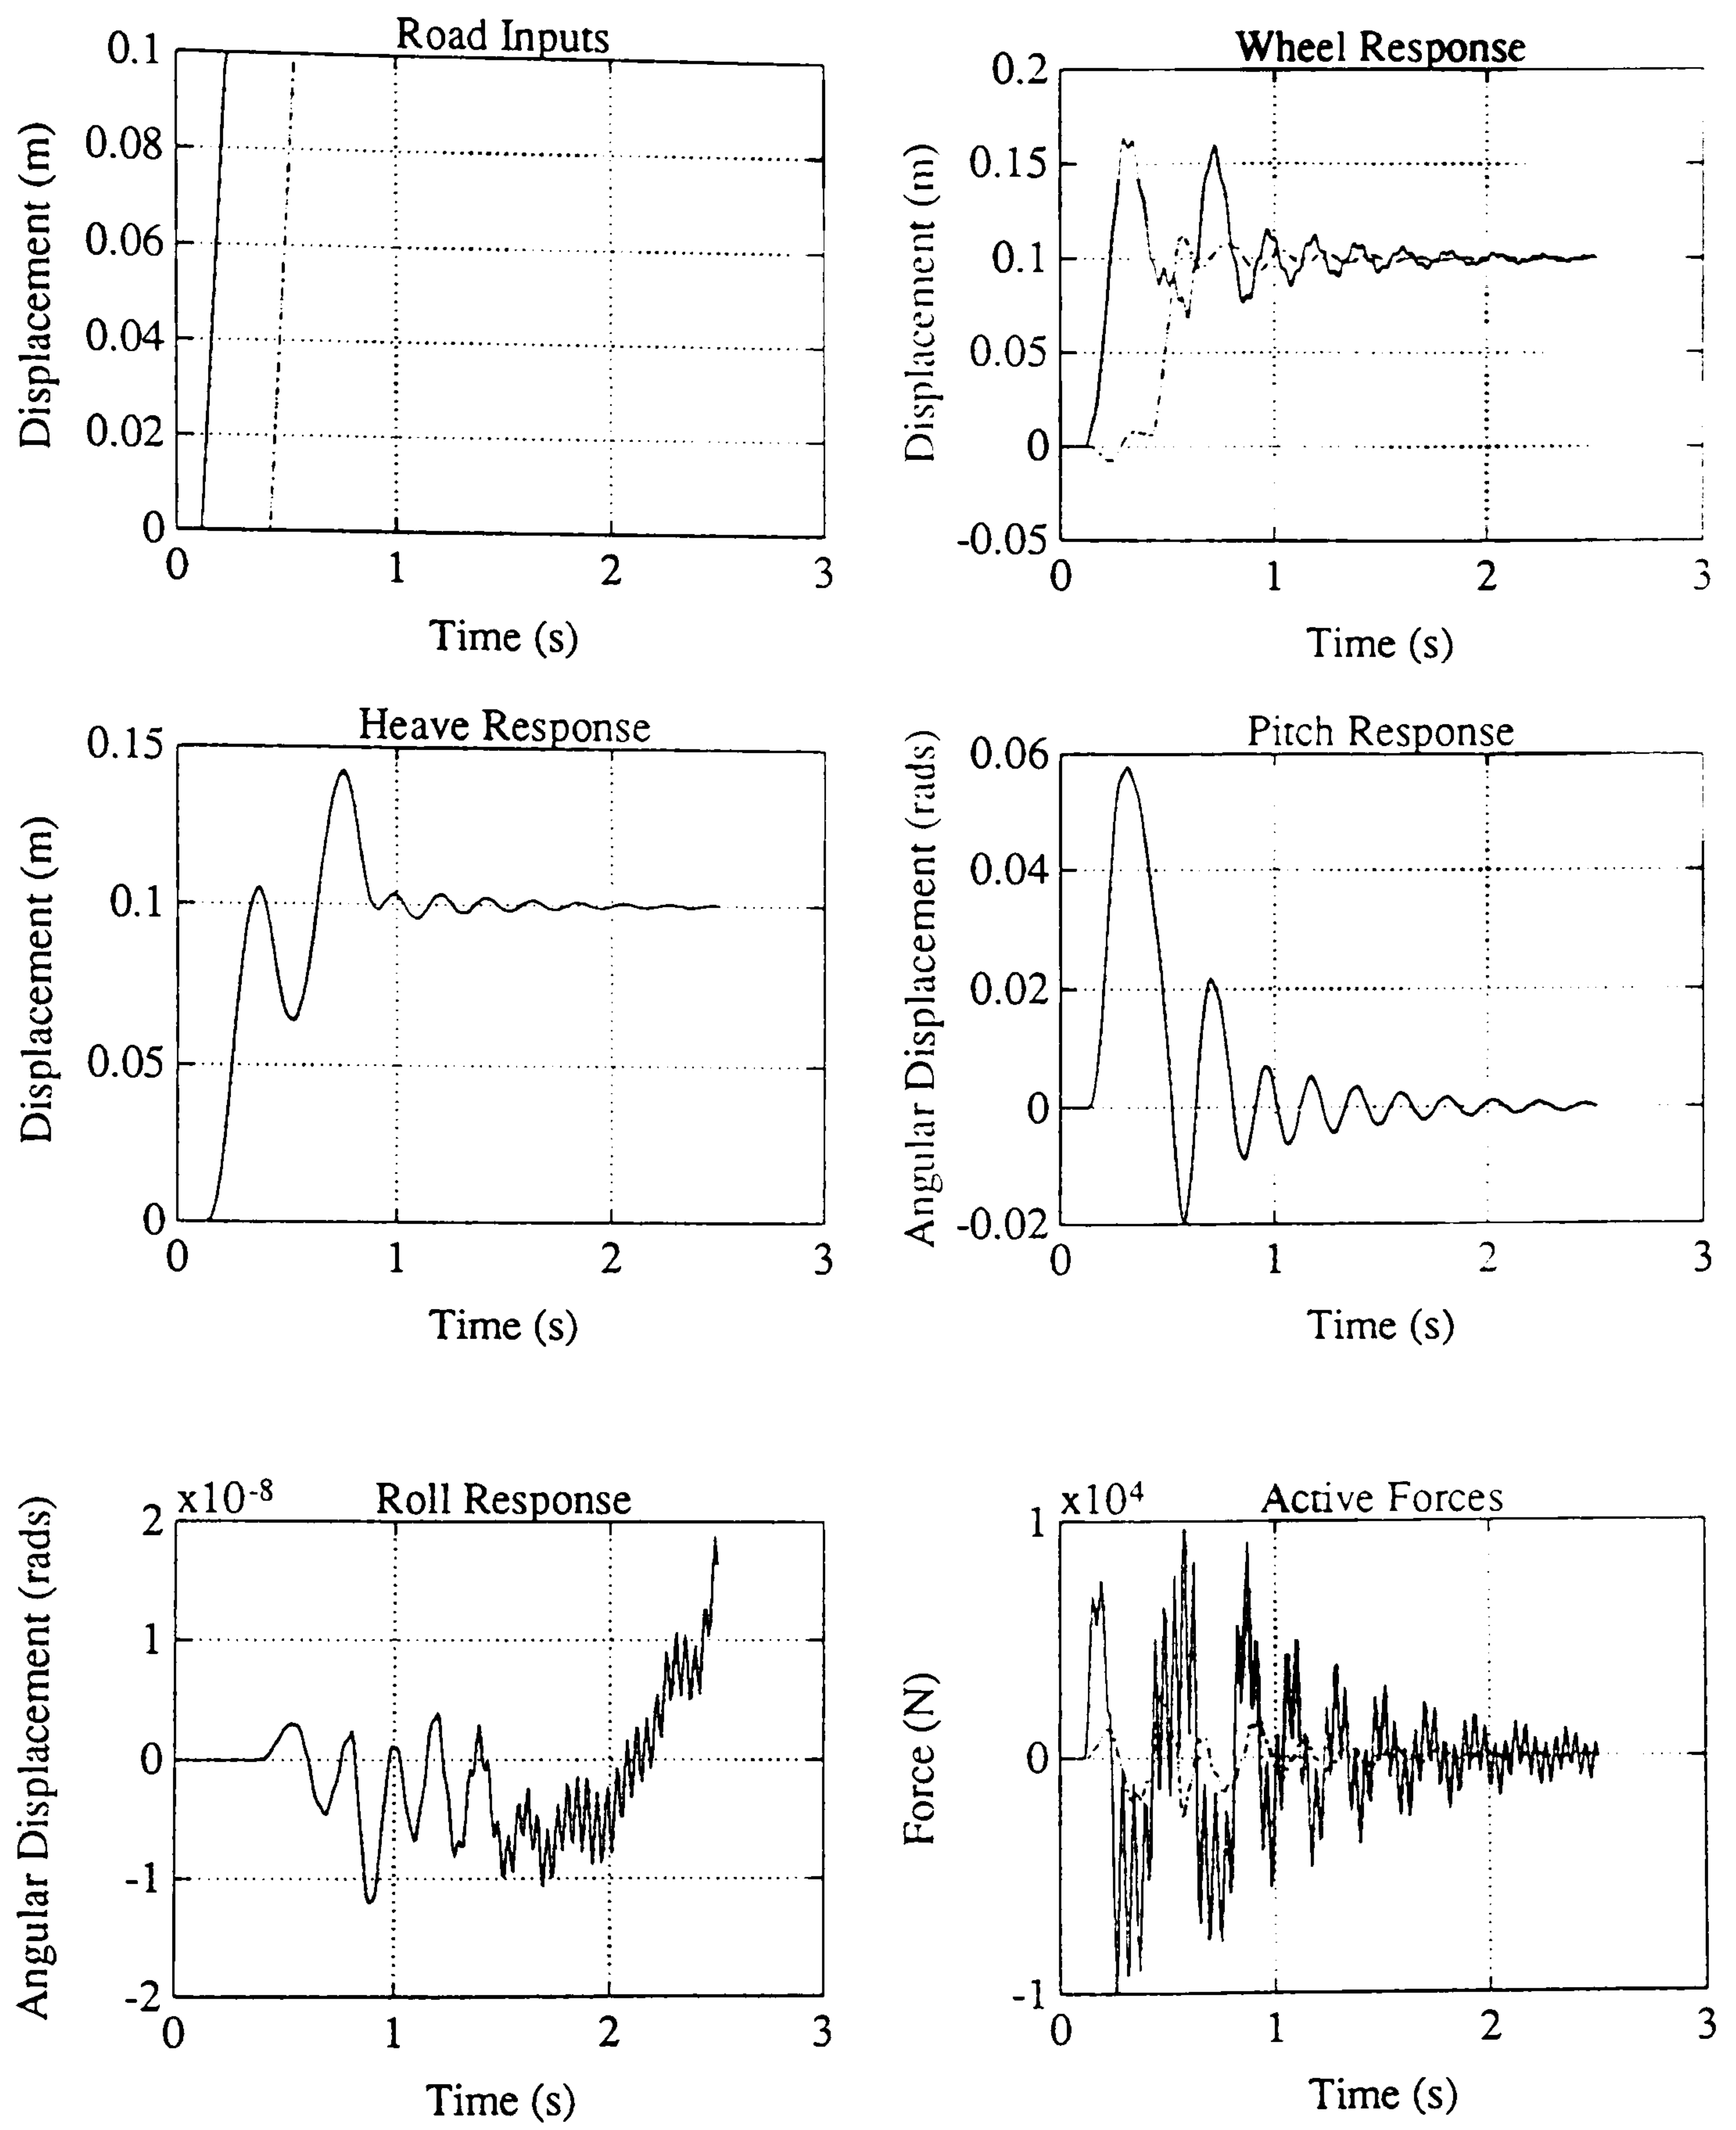 Road Inputs
Displacement (m)
0.1
0.08
0.06
0.04
0.02
0
0 1 2 3
Time (s)
Wheel Response
Displacement (m)
0.2
0.15
0.1
0.05
0
-0.05
0 1 2 3
Time (s)
Heave Response
Displacement (m)
0.15
0.1
0.05
0
0 1 2 3
Time (s)
Pitch Response
Angular Displacement (rads)
0.06
0.04
0.02
0
-0.02
0 1 2 3
Time (s)
x10-8 Roll Response
Angular Displacement (rads)
2
1
0
-1
-2
0 1 2 3
Time (s)
x10⁴ Active Forces
Force (N)
1
0
-1
0 1 2 3
Time (s)